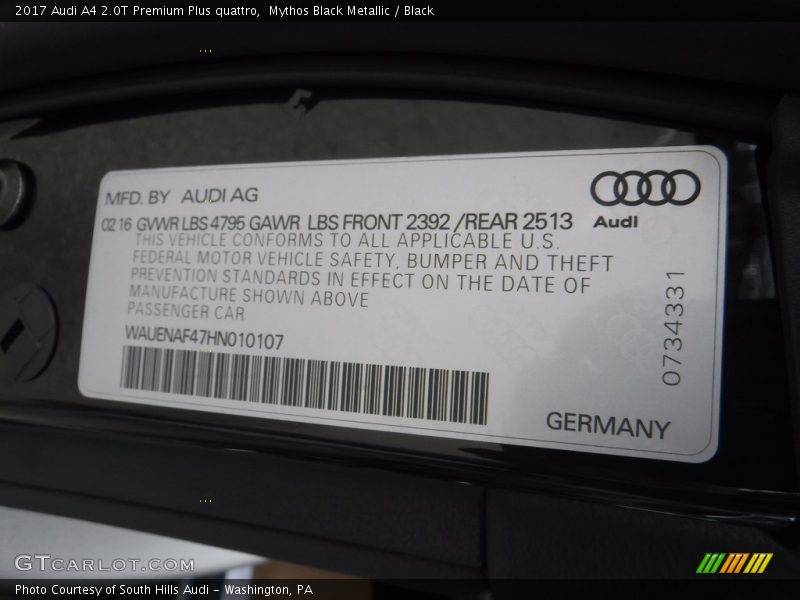 2017 Audi A4 2.0T Premium Plus quattro,  Mythos Black Metallic / Black
MFD. BY  AUDI AG
02 16 GVWR LBS 4795 GAWR LBS FRONT 2392 /REAR 2513
Audi
THIS VEHICLE CONFORMS TO ALL APPLICABLE U.S.
FEDERAL MOTOR VEHICLE SAFETY, BUMPER AND THEFT
PREVENTION STANDARDS IN EFFECT ON THE DATE OF
MANUFACTURE SHOWN ABOVE
PASSENGER CAR
WAUENAF47HN010107
0734331
GERMANY
GTCARLOT.COM
Photo Courtesy of South Hills Audi - Washington, PA